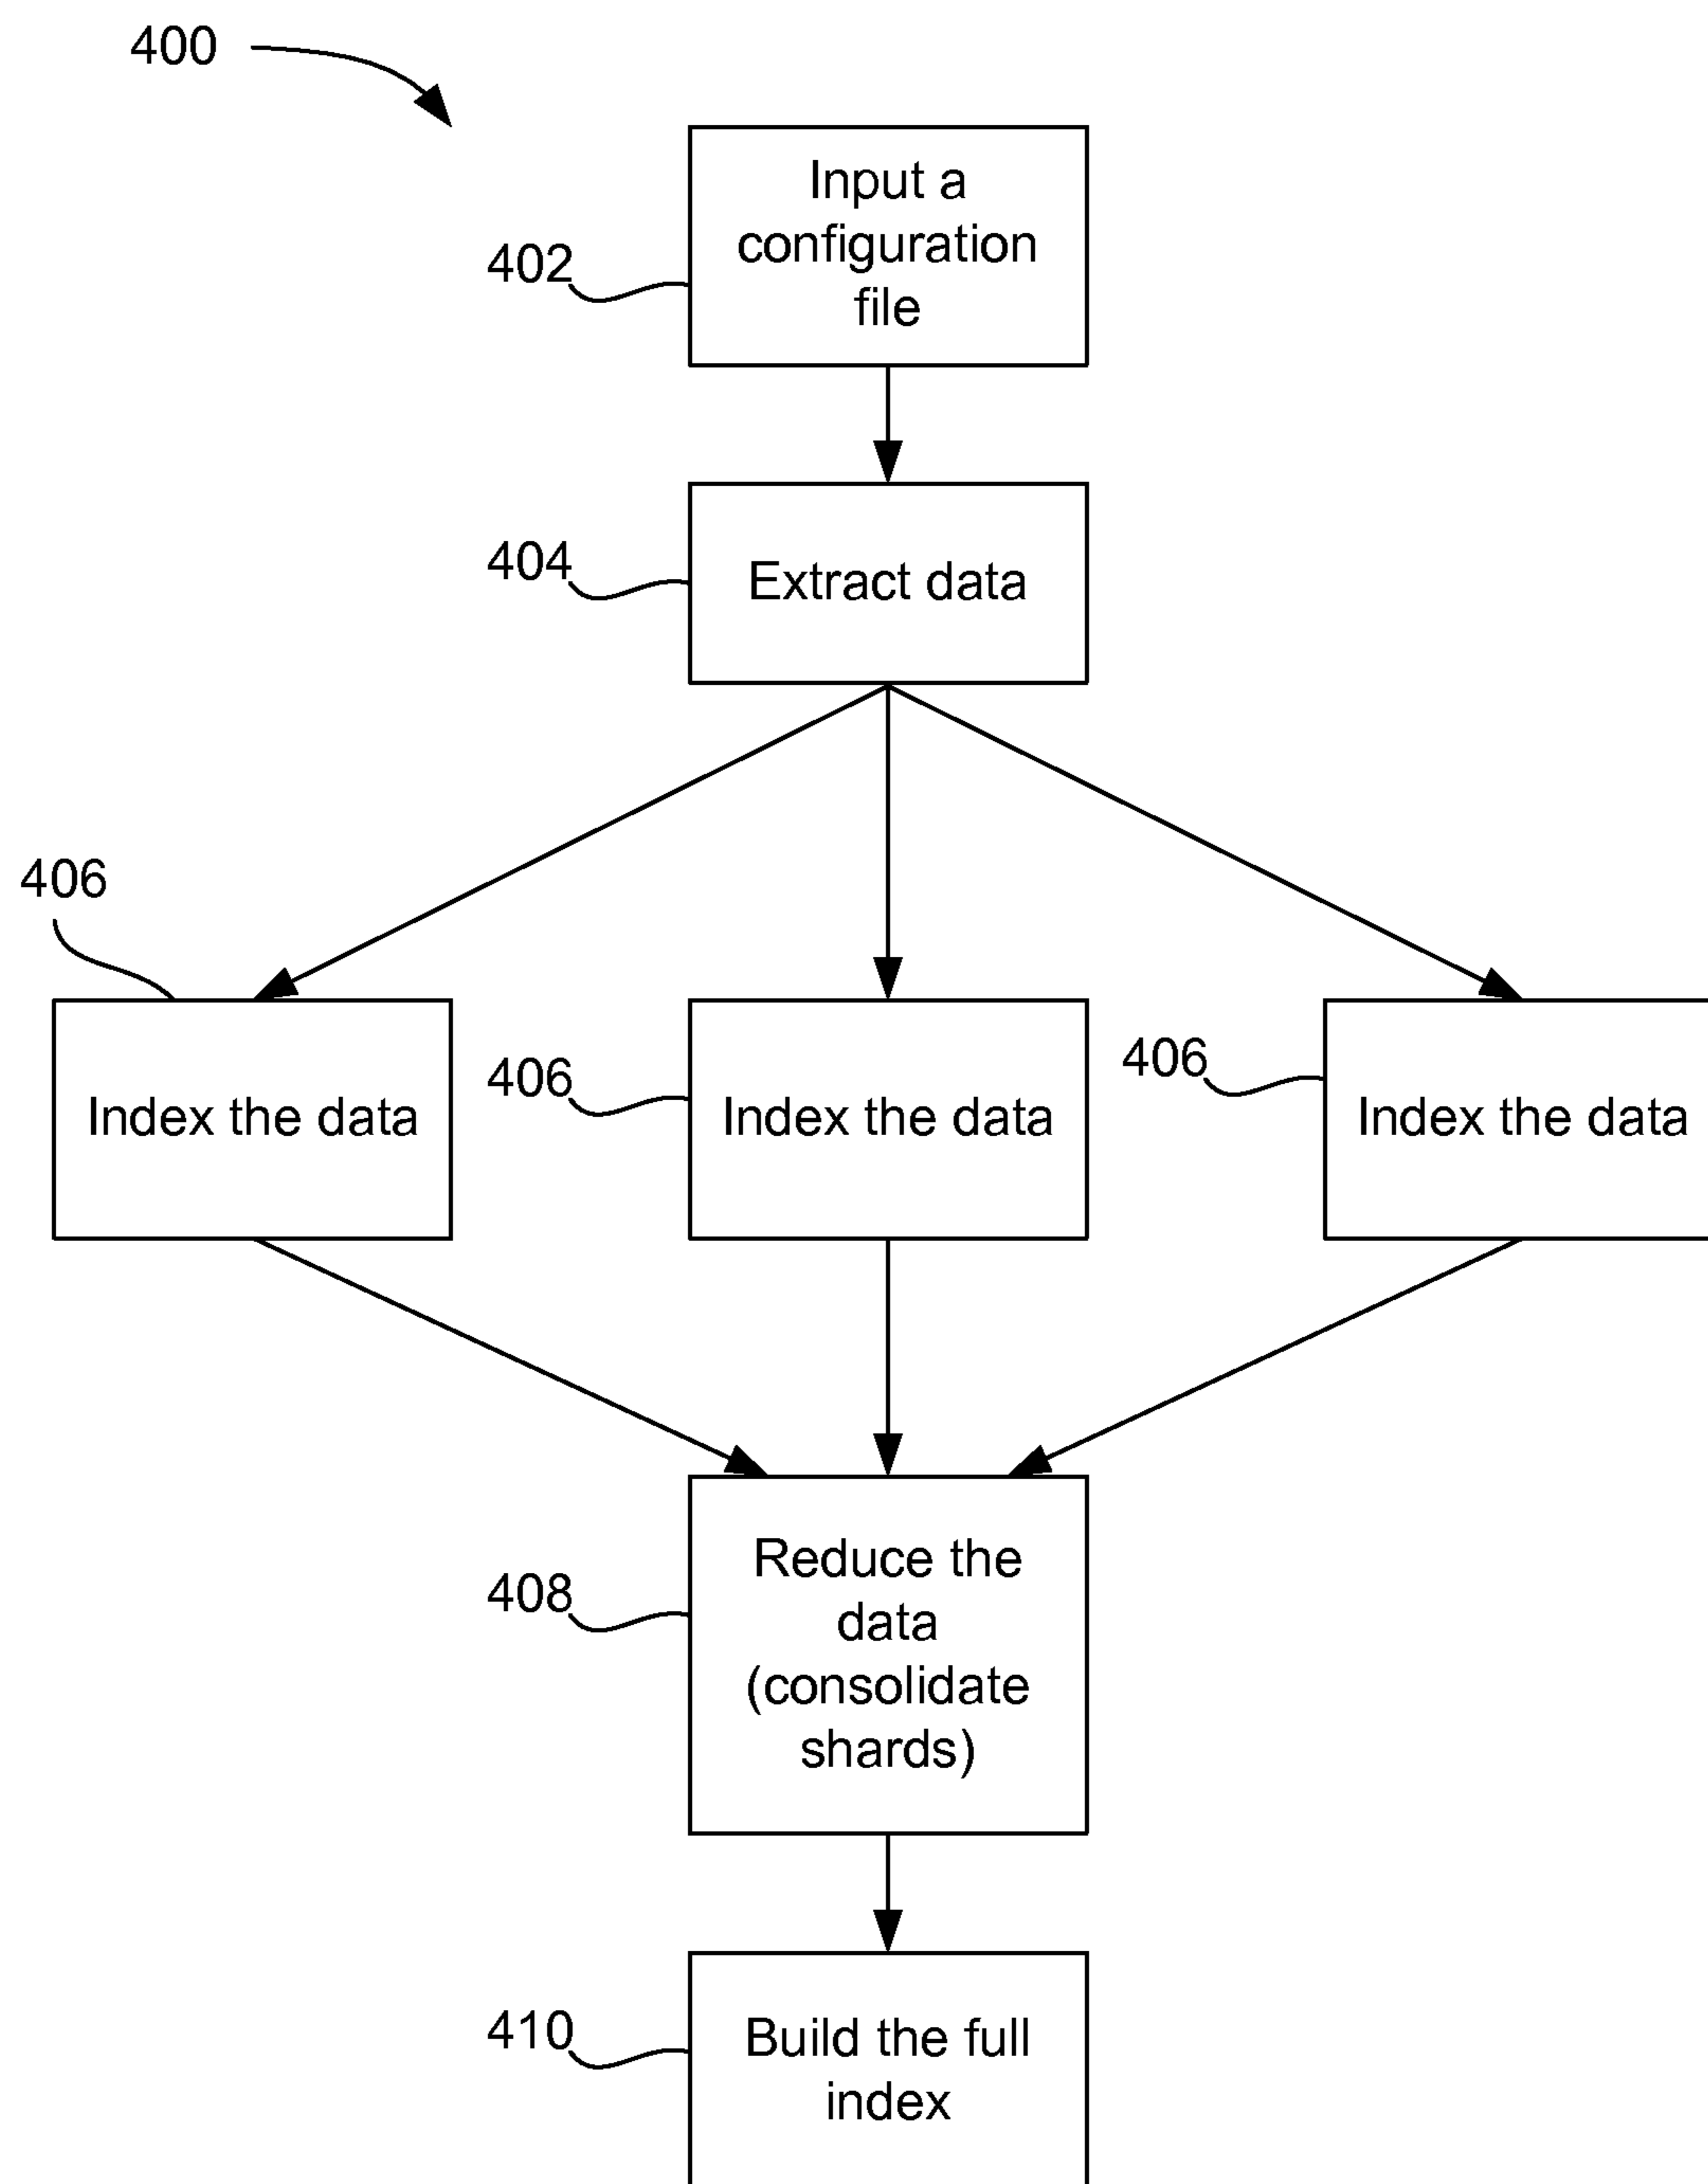 400
Input a
configuration
file
402
Extract data
404
406
Index the data
406
Index the data
406
Index the data
Reduce the
data
(consolidate
shards)
408
Build the full
index
410